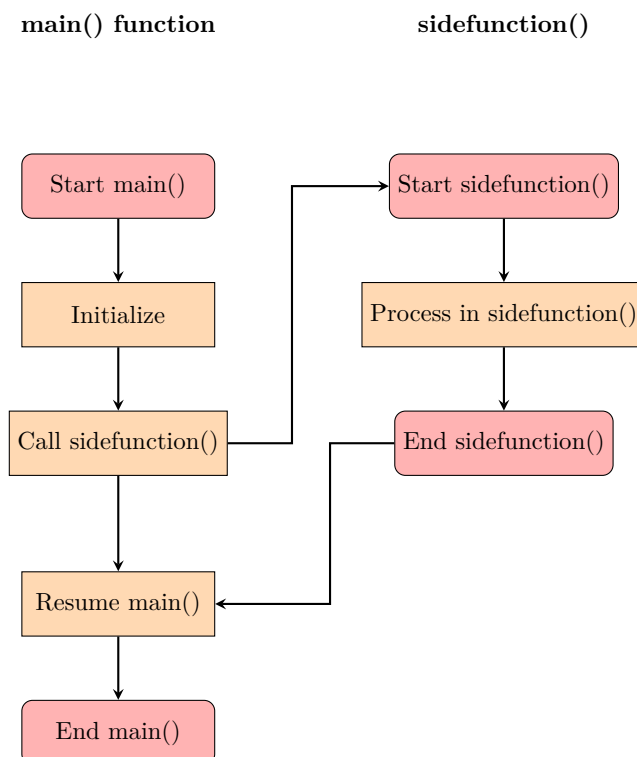 main() function
sidefunction()
Start main()
Start sidefunction()
Initialize
Process in sidefunction()
Call sidefunction()
End sidefunction()
Resume main()
End main()